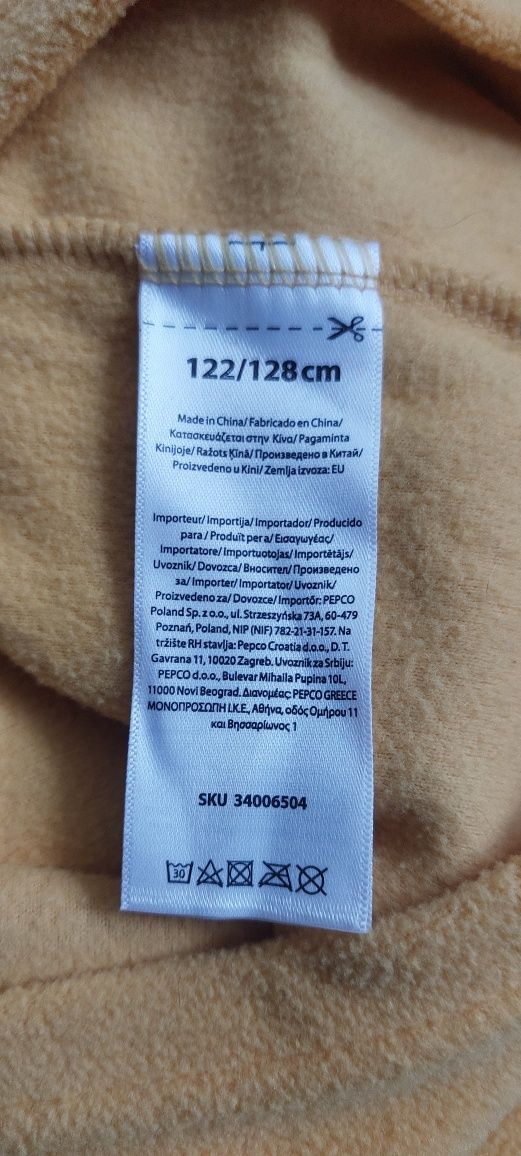 122/128cm
Made in China/ Fabricado en China/
Κατασκευάζεται στην Κίνα/ Pagaminta
Kinijoje/ Ražots Ķīnā/ Произведено в Китай/
Proizvedeno u Kini/ Zemlja izvoza: EU
Importeur/ Importija/ Importador/ Producido
para/ Produït per a/ Εισαγωγέας/
Importatore/ Importuotojas/ Importētājs/
Uvoznik/ Dovozca/ Вносител/ Произведено
за/ Importer/ Importator/ Uvoznik/
Proizvedeno za/ Dovozce/ Importőr: PEPCO
Poland Sp. z o.o., ul. Strzeszyńska 73A, 60-479
Poznań, Poland, NIP (NIF) 782-21-31-157. Na
tržište RH stavlja: Pepco Croatia d.o.o., D. T.
Gavrana 11, 10020 Zagreb. Uvoznik za Srbiju:
PEPCO d.o.o., Bulevar Mihaila Pupina 10L,
11000 Novi Beograd. Διανομέας: PEPCO GREECE
ΜΟΝΟΠΡΟΣΩΠΗ Ι.Κ.Ε., Αθήνα, οδός Ομήρου 11
και Βησσαρίωνος 1
SKU 34006504
30